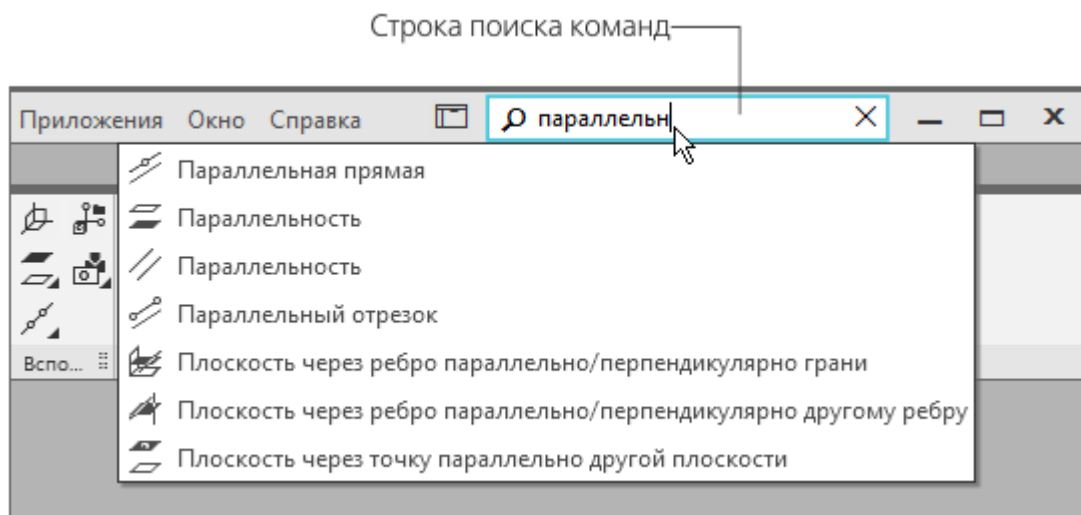 Строка поиска команд
Приложения Окно Справка параллельн
Параллельная прямая
Параллельность
Параллельность
Параллельный отрезок
Вспо... Плоскость через ребро параллельно/перпендикулярно грани
Плоскость через ребро параллельно/перпендикулярно другому ребру
Плоскость через точку параллельно другой плоскости